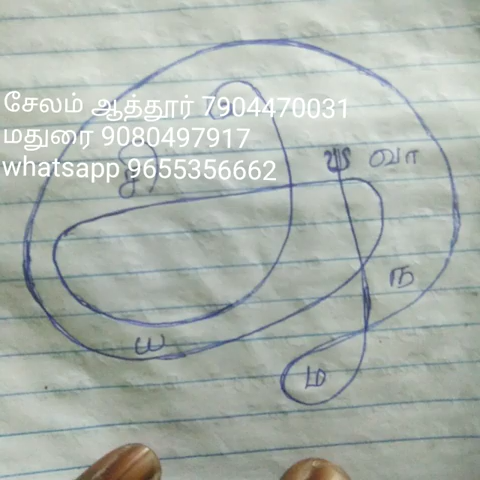 சேலம் ஆத்தூர் 7904470031
மதுரை 9080497917
whatsapp 9655356662
சி
வா
ந
ய
ம